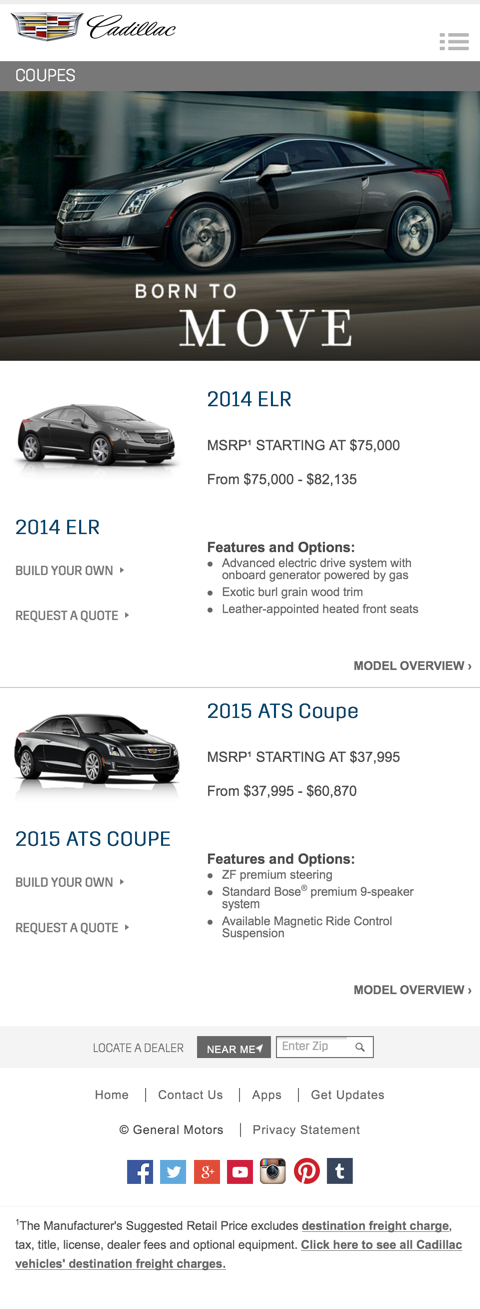 Cadillac
COUPES
BORN TO
MOVE
2014 ELR
MSRP¹ STARTING AT $75,000
From $75,000 - $82,135
2014 ELR
BUILD YOUR OWN
REQUEST A QUOTE
Features and Options:
Advanced electric drive system with
onboard generator powered by gas
Exotic burl grain wood trim
Leather-appointed heated front seats
MODEL OVERVIEW ›
2015 ATS Coupe
MSRP¹ STARTING AT $37,995
From $37,995 - $60,870
2015 ATS COUPE
BUILD YOUR OWN
REQUEST A QUOTE
Features and Options:
ZF premium steering
Standard Bose® premium 9-speaker
system
Available Magnetic Ride Control
Suspension
MODEL OVERVIEW ›
LOCATE A DEALER NEAR ME Enter Zip
Home | Contact Us | Apps | Get Updates
© General Motors | Privacy Statement
¹The Manufacturer's Suggested Retail Price excludes destination freight charge,
tax, title, license, dealer fees and optional equipment. Click here to see all Cadillac
vehicles' destination freight charges.